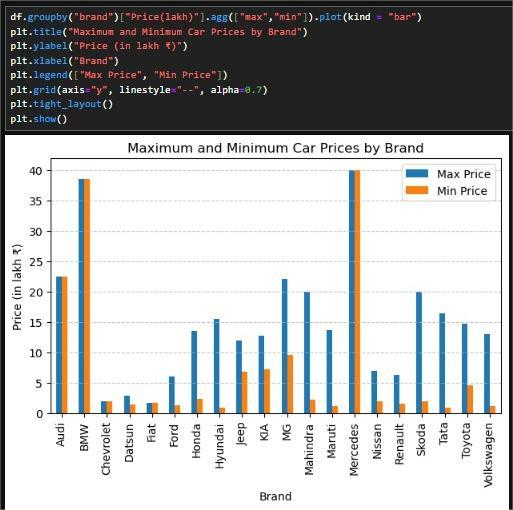 df.groupby("brand")["Price(lakh)"].agg(["max","min"]).plot(kind = "bar")
plt.title("Maximum and Minimum Car Prices by Brand")
plt.ylabel("Price (in lakh ₹)")
plt.xlabel("Brand")
plt.legend(["Max Price", "Min Price"])
plt.grid(axis="y", linestyle="--", alpha=0.7)
plt.tight_layout()
plt.show()
Maximum and Minimum Car Prices by Brand
Max Price
Min Price
Price (in lakh ₹)
40
35
30
25
20
15
10
5
0
Audi
BMW
Chevrolet
Datsun
Fiat
Ford
Honda
Hyundai
Jeep
KIA
MG
Mahindra
Maruti
Mercedes
Nissan
Renault
Skoda
Tata
Toyota
Volkswagen
Brand